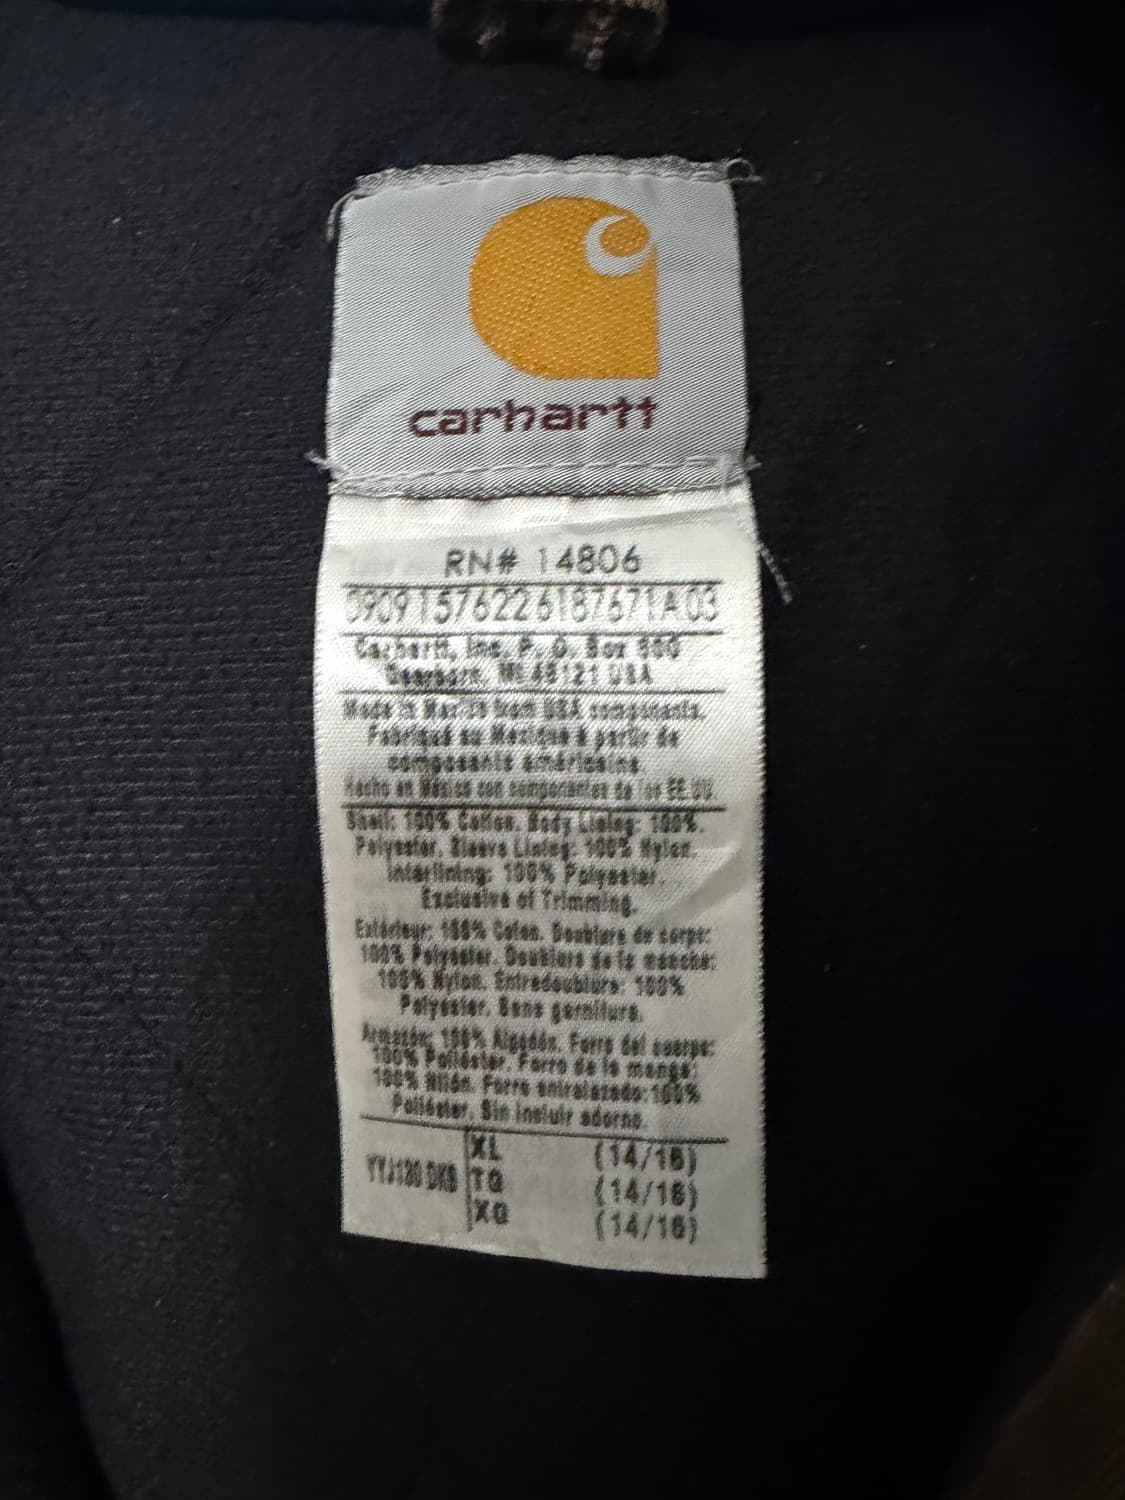 carhartt
RN# 14806
0909157622618767 1A 03
Carhartt, Inc. P. O. Box 600
Dearborn, MI 48121 USA
Made in Mexico from USA components.
Fabriqué au Mexique à partir de
composants américains.
Hecho en México con componentes de los EE.UU.
Shell: 100% Cotton. Body Lining: 100%.
Polyester. Sleeve Lining: 100% Nylon.
Interlining: 100% Polyester.
Exclusive of Trimming.
Extérieur: 100% Coton. Doublure de corps:
100% Polyester. Doublure de la manche:
100% Nylon. Entredoublure: 100%
Polyester. Sans garniture.
Armazón: 100% Algodón. Forro del cuerpo:
100% Poliéster. Forro de la manga:
100% Nilón. Forro entrelazado: 100%
Poliéster. Sin incluir adorno.
XL (14/16)
YYJ130 DKB TG (14/16)
XG (14/16)